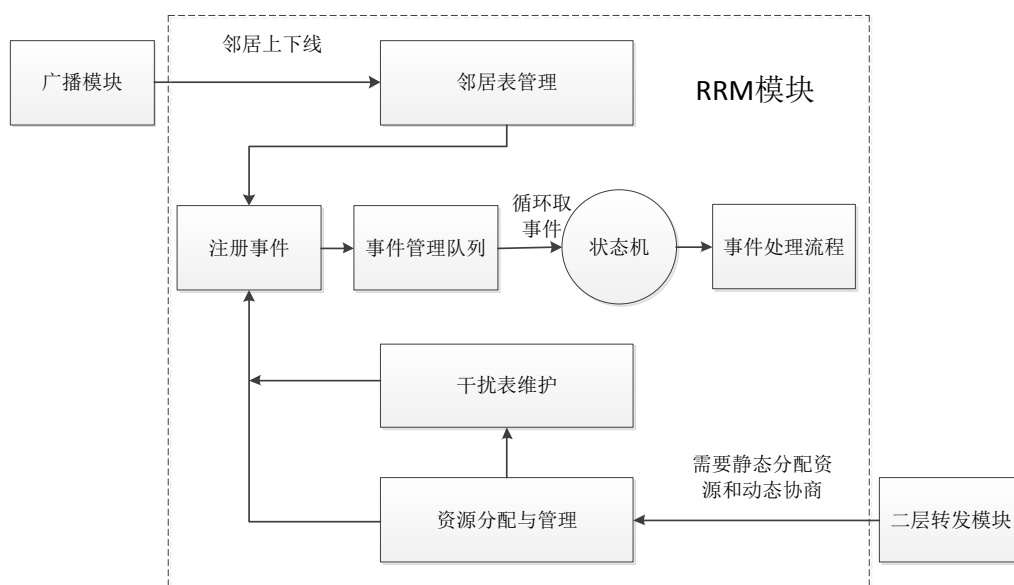 邻居上下线
广播模块
邻居表管理
RRM模块
循环取
事件
注册事件
事件管理队列
状态机
事件处理流程
干扰表维护
需要静态分配资
源和动态协商
资源分配与管理
二层转发模块